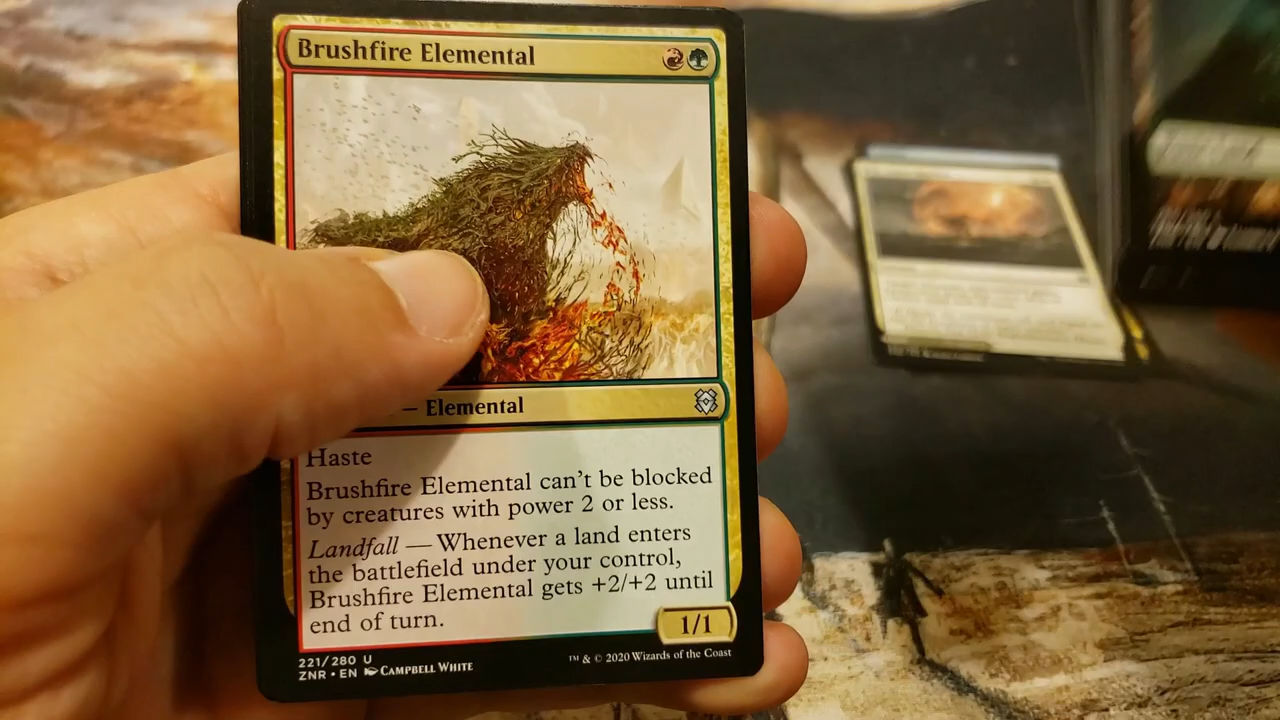 Brushfire Elemental
— Elemental
Haste
Brushfire Elemental can't be blocked
by creatures with power 2 or less.
Landfall — Whenever a land enters
the battlefield under your control,
Brushfire Elemental gets +2/+2 until
end of turn.
1/1
221/280 U
ZNR • EN CAMPBELL WHITE
™ & © 2020 Wizards of the Coast